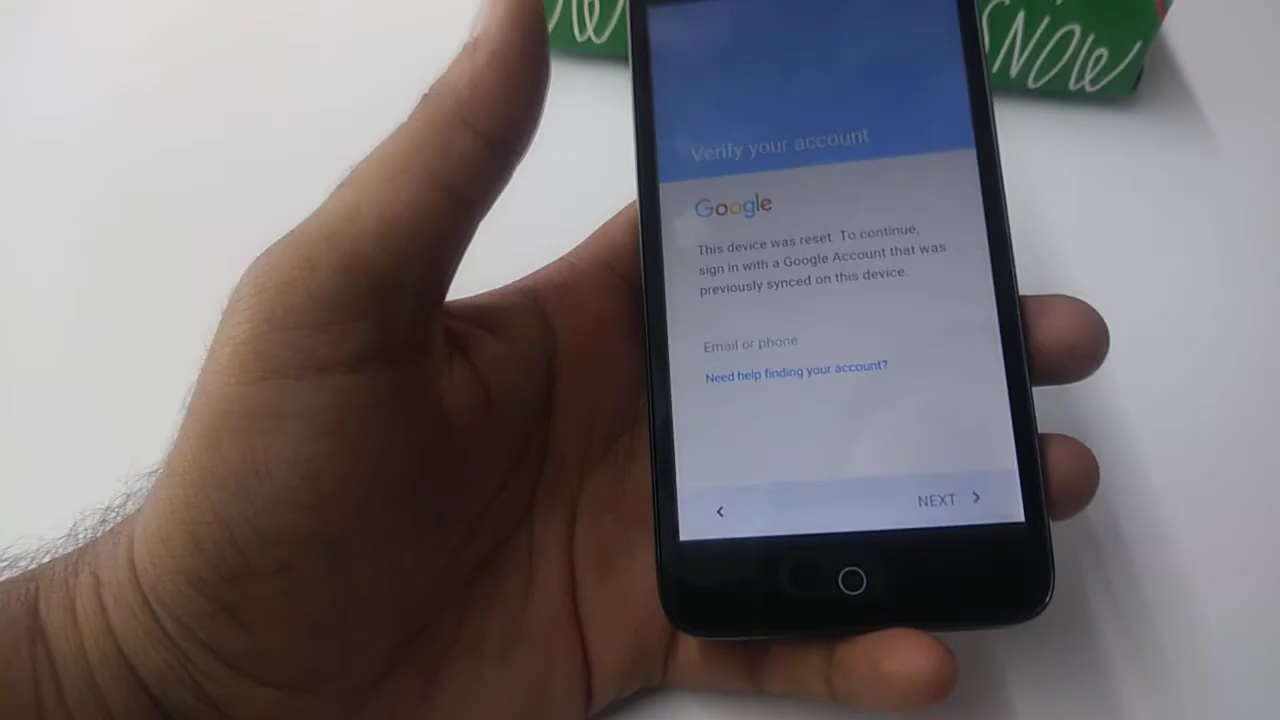 SNOW
Verify your account
Google
This device was reset. To continue,
sign in with a Google Account that was
previously synced on this device.
Email or phone
Need help finding your account?
NEXT